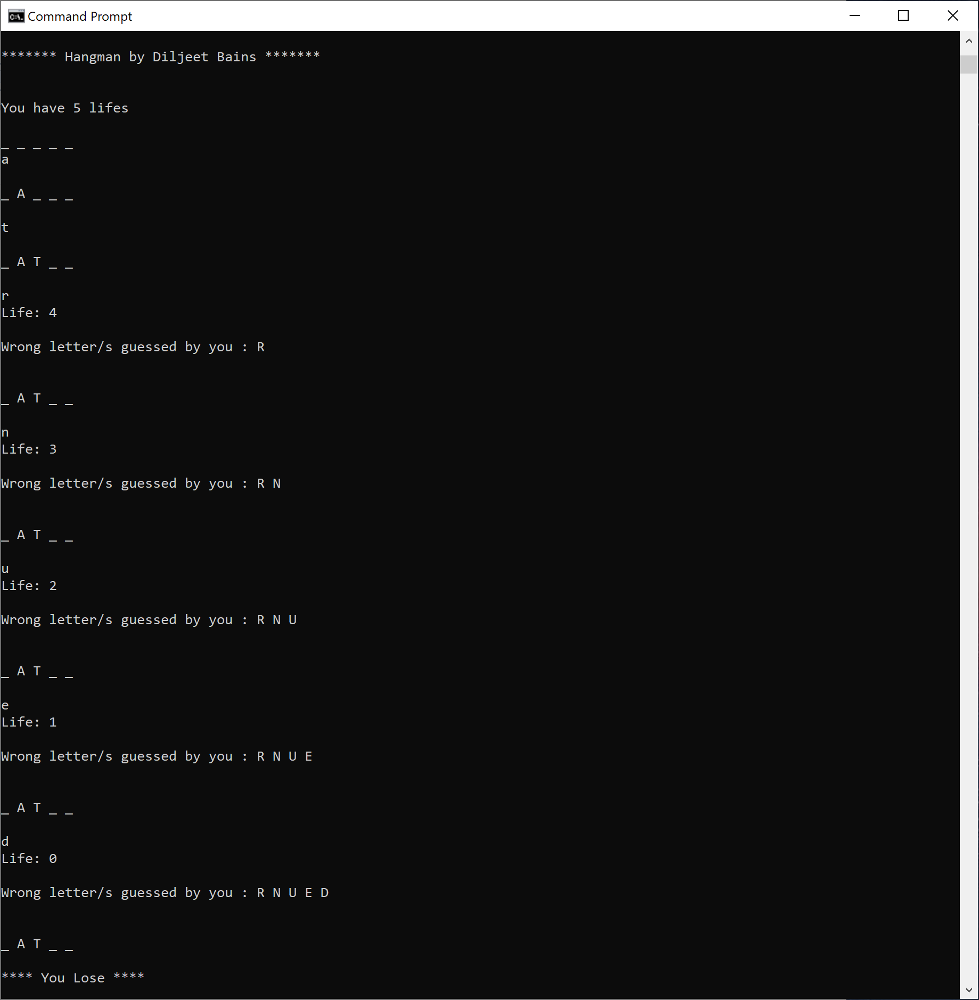 Command Prompt
******* Hangman by Diljeet Bains *******
You have 5 lifes
_ _ _ _ _
a
_ A _ _ _
t
_ A T _ _
r
Life: 4
Wrong letter/s guessed by you : R
_ A T _ _
n
Life: 3
Wrong letter/s guessed by you : R N
_ A T _ _
u
Life: 2
Wrong letter/s guessed by you : R N U
_ A T _ _
e
Life: 1
Wrong letter/s guessed by you : R N U E
_ A T _ _
d
Life: 0
Wrong letter/s guessed by you : R N U E D
_ A T _ _
**** You Lose ****